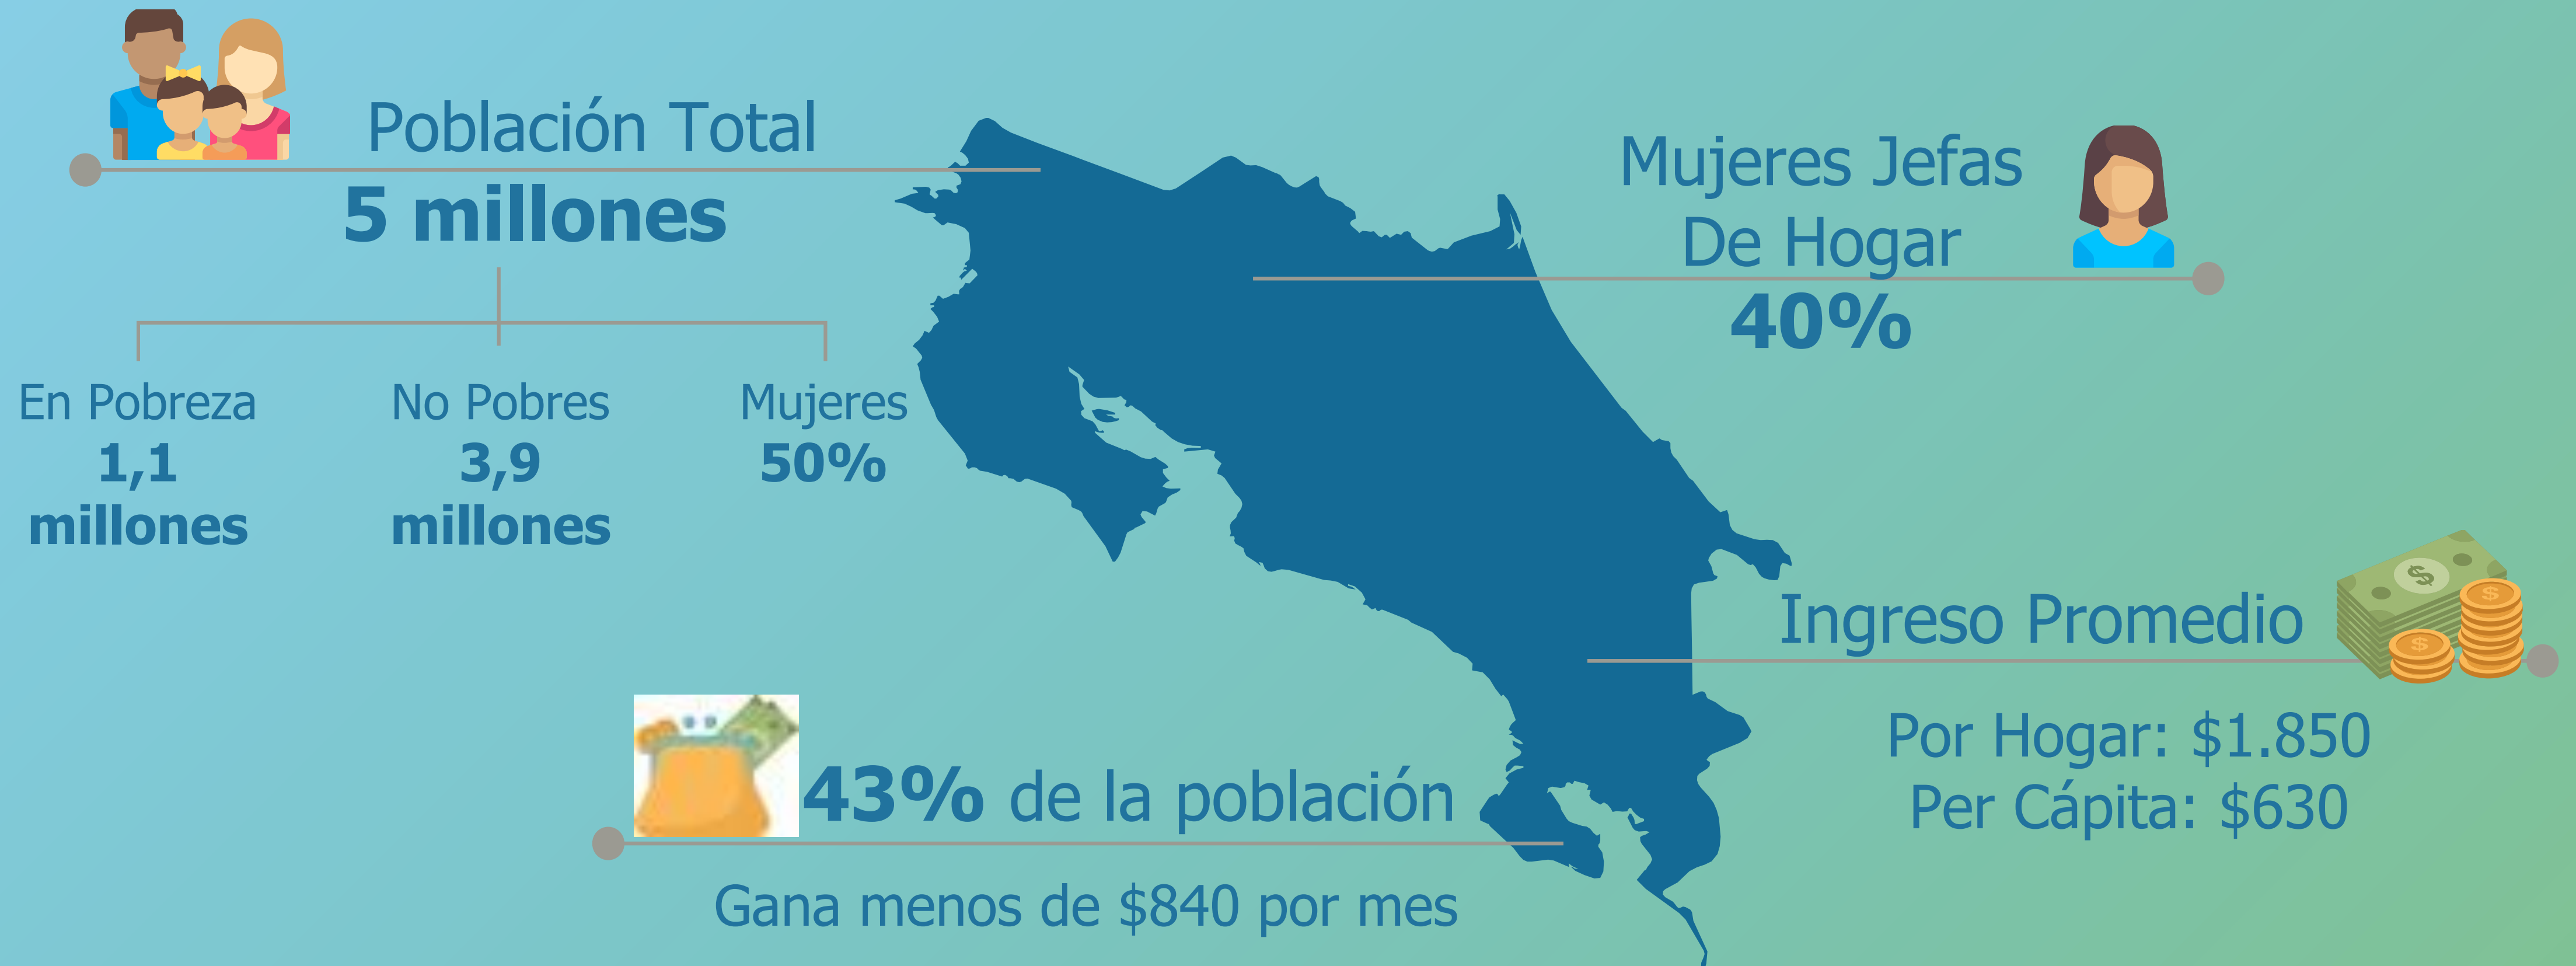 Población Total
5 millones
En Pobreza
1,1
millones
No Pobres
3,9
millones
Mujeres
50%
Mujeres Jefas
De Hogar
40%
Ingreso Promedio
Por Hogar: $1.850
Per Cápita: $630
43% de la población
Gana menos de $840 por mes